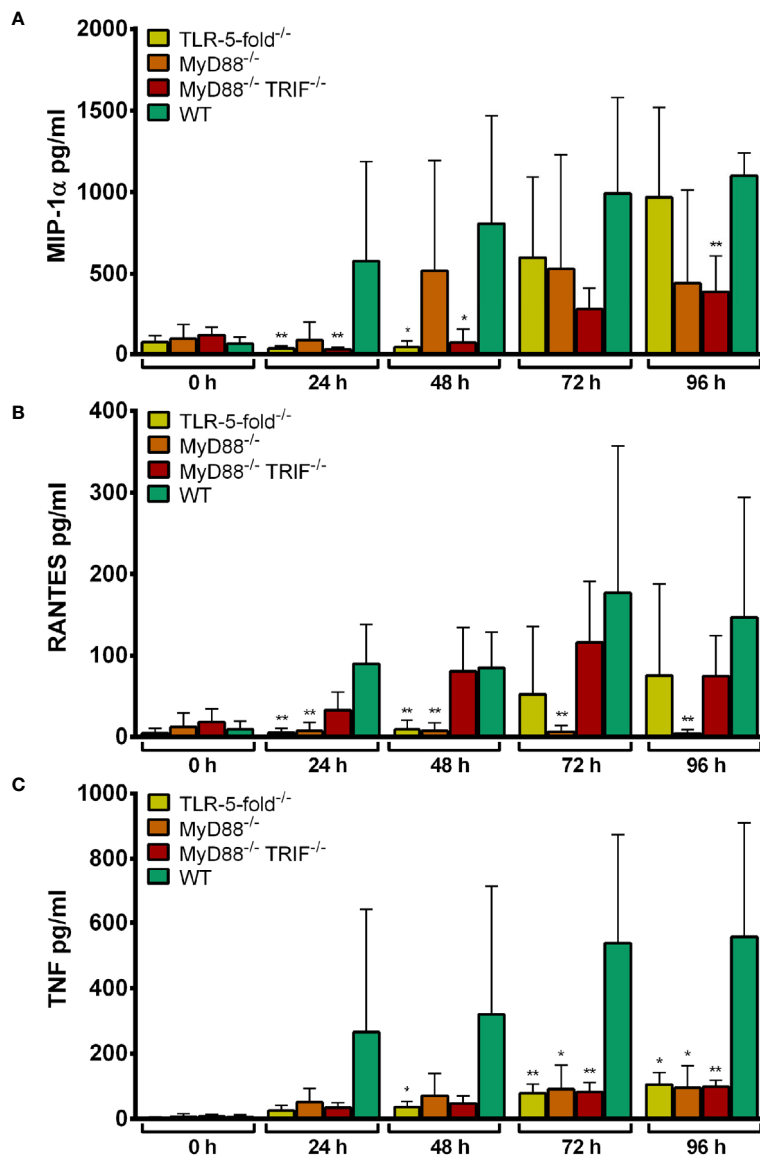 A
MIP-1α pg/ml
2000
1500
1000
500
0
TLR-5-fold-/-
MyD88-/-
MyD88-/- TRIF-/-
WT
** ** * * **
0 h 24 h 48 h 72 h 96 h
B
RANTES pg/ml
400
300
200
100
0
TLR-5-fold-/-
MyD88-/-
MyD88-/- TRIF-/-
WT
** ** ** ** ** **
0 h 24 h 48 h 72 h 96 h
C
TNF pg/ml
1000
800
600
400
200
0
TLR-5-fold-/-
MyD88-/-
MyD88-/- TRIF-/-
WT
* ** * ** * * **
0 h 24 h 48 h 72 h 96 h